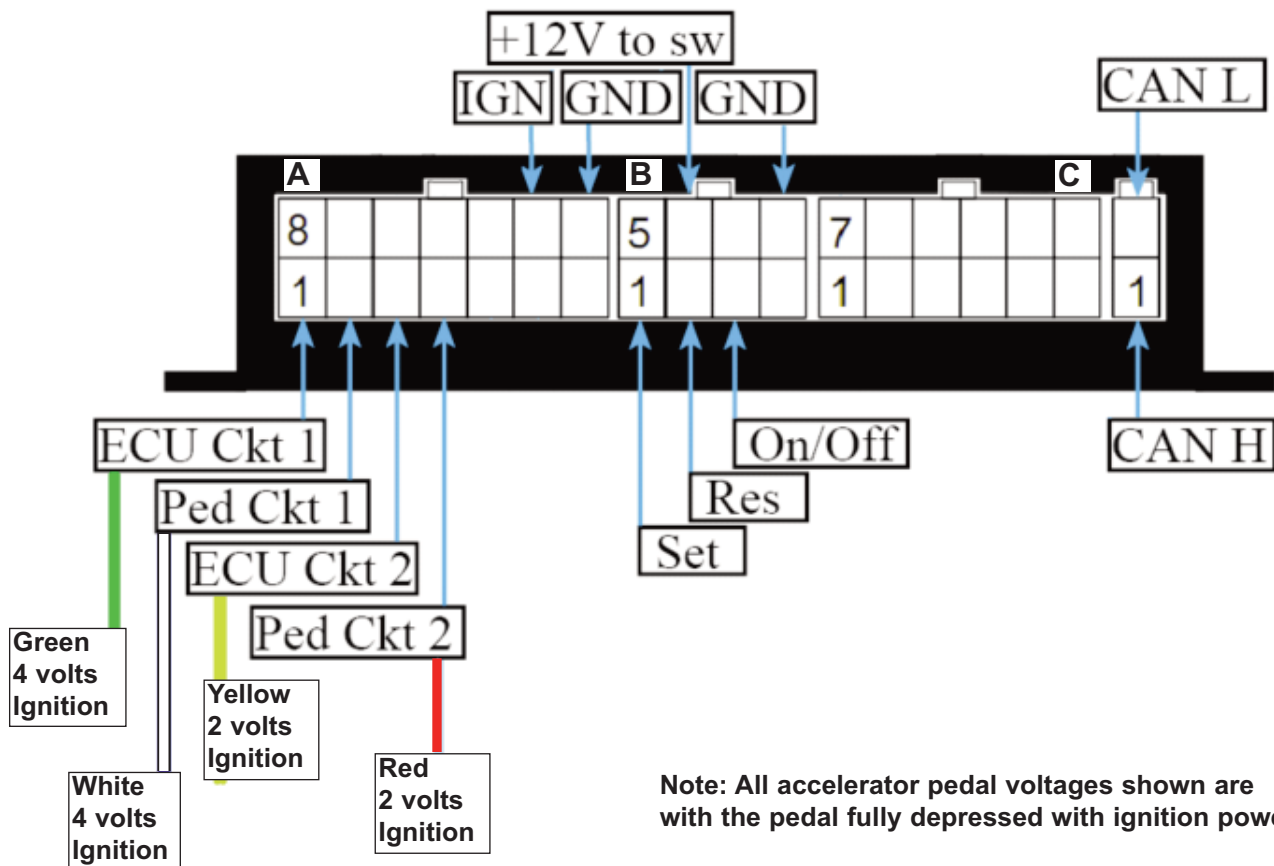 +12V to sw
IGN
GND
GND
CAN L
A
B
C
8
5
7
1
1
1
1
ECU Ckt 1
On/Off
CAN H
Ped Ckt 1
Res
ECU Ckt 2
Set
Ped Ckt 2
Green
4 volts
Ignition
Yellow
2 volts
Ignition
White
4 volts
Ignition
Red
2 volts
Ignition
Note: All accelerator pedal voltages shown are
with the pedal fully depressed with ignition powe